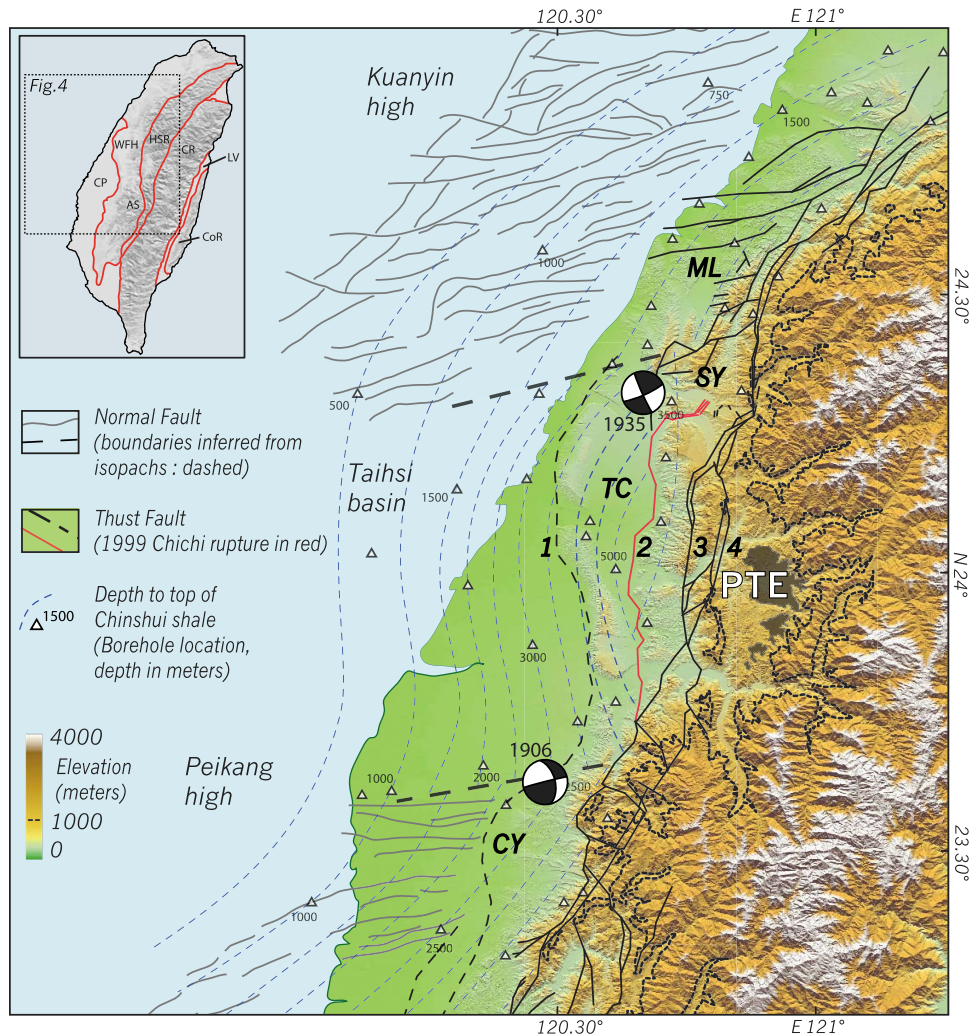 120.30°
E 121°
Fig.4
WFH
HSR
CR
LV
CP
AS
CoR
Kuanyin
high
750
1500
1000
ML
24.30°
500
SY
3500
1935
Normal Fault
(boundaries inferred from
isopachs : dashed)
Taihsi
basin
1500
TC
Thust Fault
(1999 Chichi rupture in red)
1
2
3
4
5000
N 24°
PTE
Depth to top of
Chinshui shale
(Borehole location,
depth in meters)
1500
3000
4000
Elevation
(meters)
1000
0
Peikang
high
1906
1000
2000
CY
23.30°
1000
2500
120.30°
E 121°